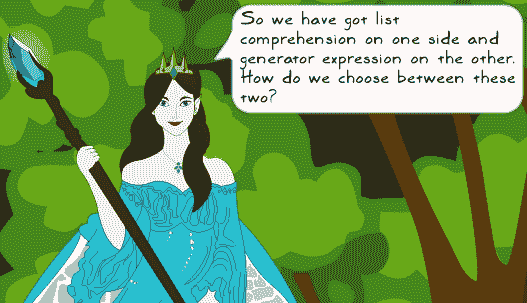 So we have got list
comprehension on one side and
generator expression on the other.
How do we choose between these
two?